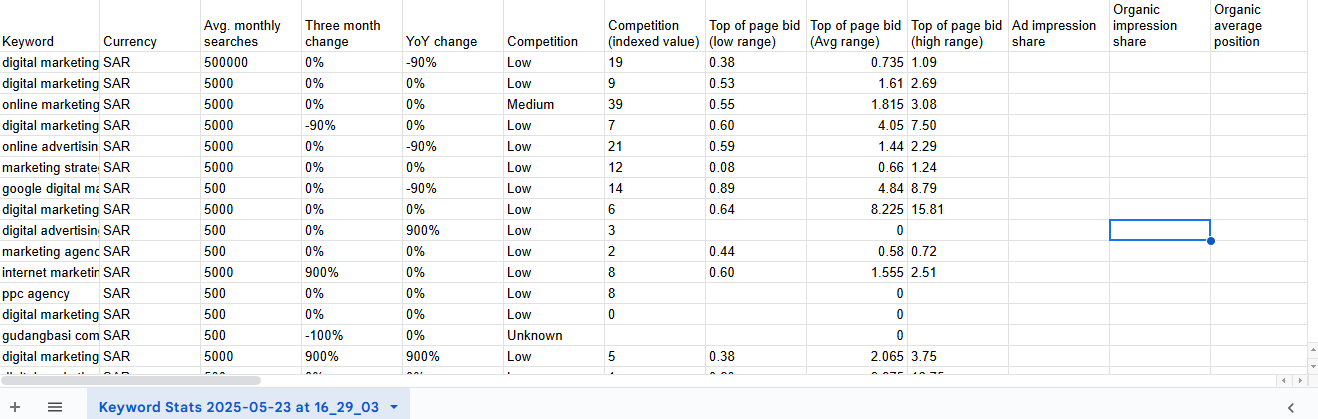 Keyword Currency Avg. monthly searches Three month change YoY change Competition Competition (indexed value) Top of page bid (low range) Top of page bid (Avg range) Top of page bid (high range) Ad impression share Organic impression share Organic average position
digital marketing SAR 500000 0% -90% Low 19 0.38 0.735 1.09
digital marketing SAR 5000 0% 0% Low 9 0.53 1.61 2.69
online marketing SAR 5000 0% 0% Medium 39 0.55 1.815 3.08
digital marketing SAR 5000 -90% 0% Low 7 0.60 4.05 7.50
online advertisin SAR 5000 0% -90% Low 21 0.59 1.44 2.29
marketing strate SAR 5000 0% 0% Low 12 0.08 0.66 1.24
google digital ma SAR 500 0% -90% Low 14 0.89 4.84 8.79
digital marketing SAR 5000 0% 0% Low 6 0.64 8.225 15.81
digital advertisin SAR 500 0% 900% Low 3 0
marketing agenc SAR 500 0% 0% Low 2 0.44 0.58 0.72
internet marketin SAR 5000 900% 0% Low 8 0.60 1.555 2.51
ppc agency SAR 500 0% 0% Low 8 0
digital marketing SAR 500 0% 0% Low 0 0
gudangbasi com SAR 500 -100% 0% Unknown 0
digital marketing SAR 5000 900% 900% Low 5 0.38 2.065 3.75
Keyword Stats 2025-05-23 at 16_29_03